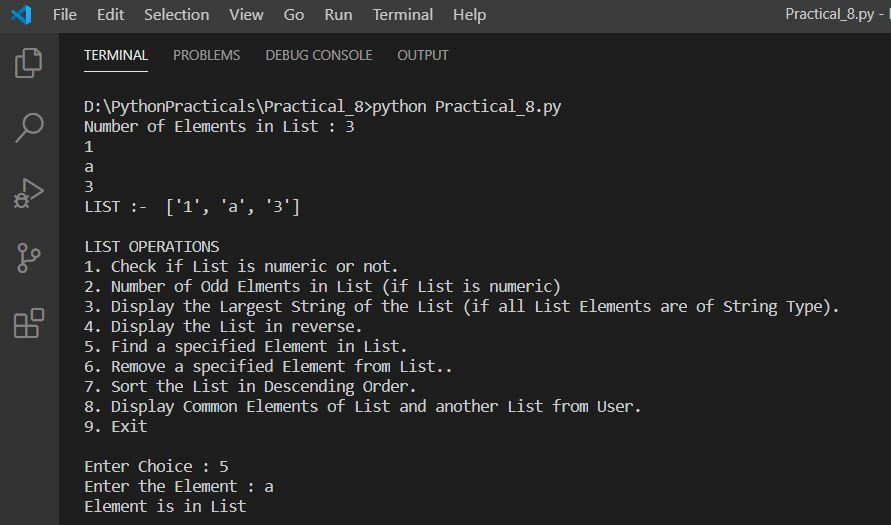 File Edit Selection View Go Run Terminal Help Practical_8.py -
TERMINAL PROBLEMS DEBUG CONSOLE OUTPUT
D:\PythonPracticals\Practical_8>python Practical_8.py
Number of Elements in List : 3
1
a
3
LIST :-  ['1', 'a', '3']
LIST OPERATIONS
1. Check if List is numeric or not.
2. Number of Odd Elments in List (if List is numeric)
3. Display the Largest String of the List (if all List Elements are of String Type).
4. Display the List in reverse.
5. Find a specified Element in List.
6. Remove a specified Element from List..
7. Sort the List in Descending Order.
8. Display Common Elements of List and another List from User.
9. Exit
Enter Choice : 5
Enter the Element : a
Element is in List